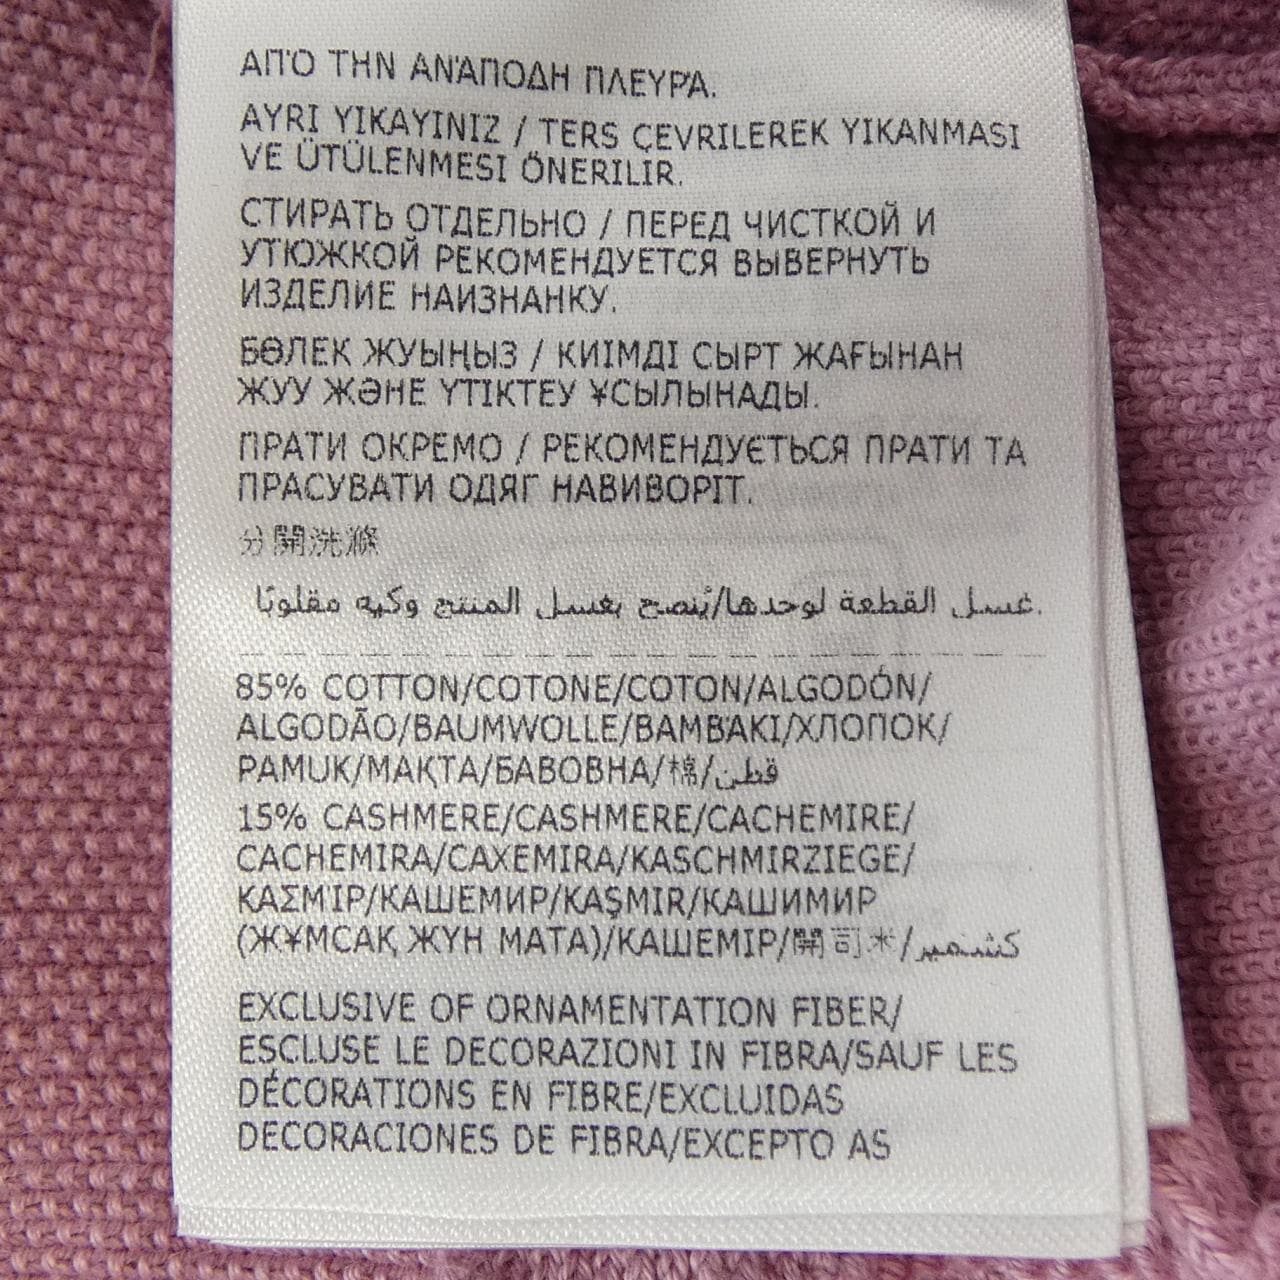 ΑΠΌ ΤΗΝ ΑΝΆΠΟΔΗ ΠΛΕΥΡΆ.
AYRI YIKAYINIZ / TERS ÇEVRILEREK YIKANMASI
VE ÜTÜLENMESI ÖNERILIR.
СТИРАТЬ ОТДЕЛЬНО / ПЕРЕД ЧИСТКОЙ И
УТЮЖКОЙ РЕКОМЕНДУЕТСЯ ВЫВЕРНУТЬ
ИЗДЕЛИЕ НАИЗНАНКУ.
БӨЛЕК ЖУЫҢЫЗ / КИІМДІ СЫРТ ЖАҒЫНАН
ЖУУ ЖӘНЕ ҮТІКТЕУ ҰСЫЛЫНАДЫ.
ПРАТИ ОКРЕМО / РЕКОМЕНДУЄТЬСЯ ПРАТИ ТА
ПРАСУВАТИ ОДЯГ НАВИВОРІТ.
分開洗滌
غسل القطعة لوحدها/يُنصح بغسل المنتج وكيه مقلوبًا.
85% COTTON/COTONE/COTON/ALGODÓN/
ALGODÃO/BAUMWOLLE/ΒΑΜΒΆΚΙ/ХЛОПОК/
PAMUK/МАҚТА/БАВОВНА/棉/قطن
15% CASHMERE/CASHMERE/CACHEMIRE/
CACHEMIRA/CAXEMIRA/KASCHMIRZIEGE/
ΚΑΣΜΊΡ/КАШЕМИР/KAŞMIR/КАШИМИР
(ЖҰМСАҚ ЖҮН МАТА)/КАШЕМІР/開司米/كشمير
EXCLUSIVE OF ORNAMENTATION FIBER/
ESCLUSE LE DECORAZIONI IN FIBRA/SAUF LES
DÉCORATIONS EN FIBRE/EXCLUIDAS
DECORACIONES DE FIBRA/EXCEPTO AS